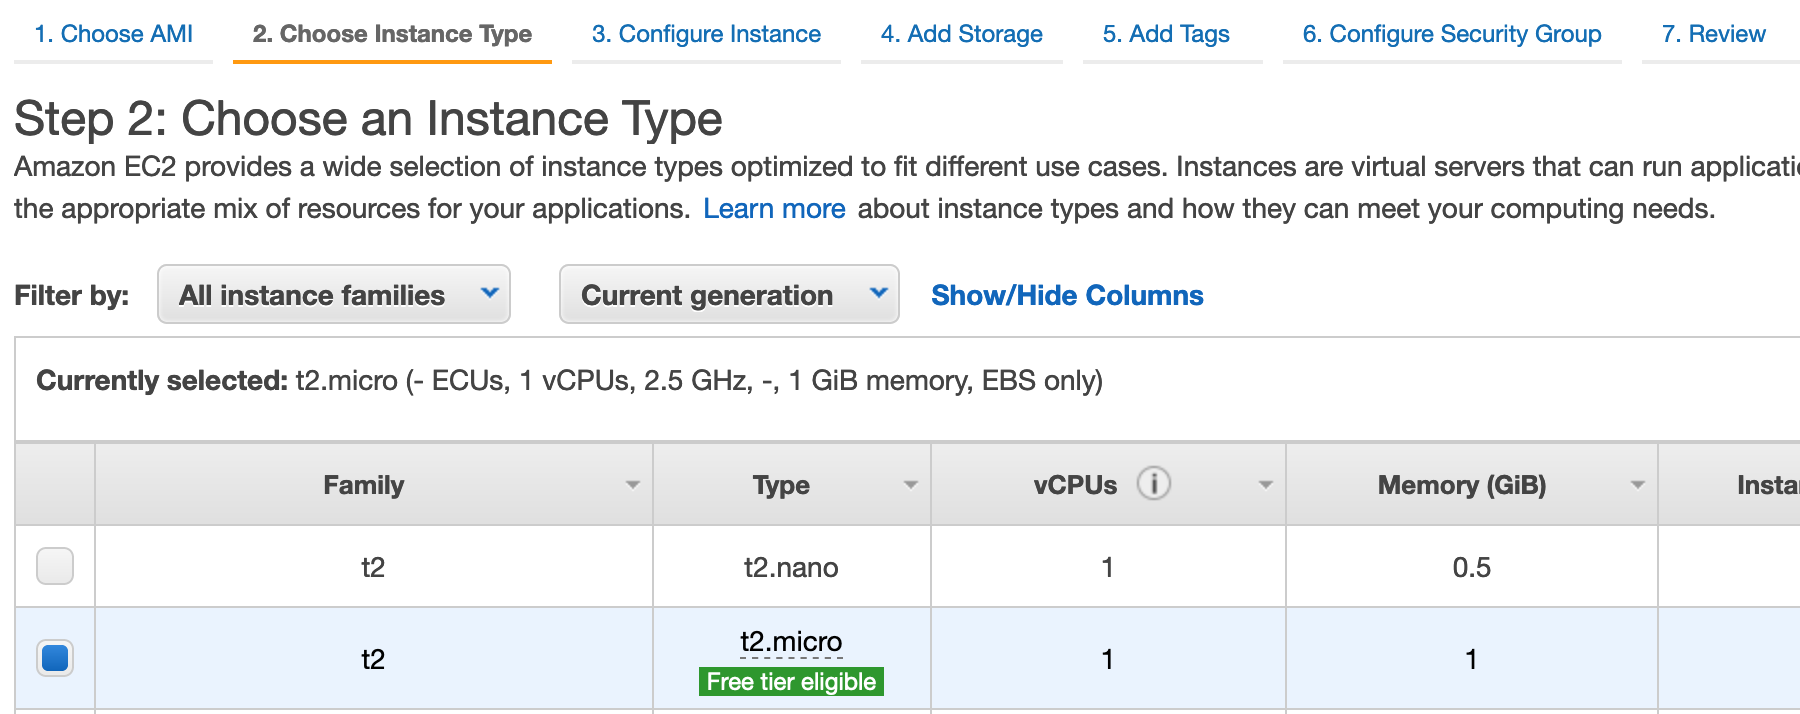 1. Choose AMI 2. Choose Instance Type 3. Configure Instance 4. Add Storage 5. Add Tags 6. Configure Security Group 7. Review
Step 2: Choose an Instance Type
Amazon EC2 provides a wide selection of instance types optimized to fit different use cases. Instances are virtual servers that can run
the appropriate mix of resources for your applications. Learn more about instance types and how they can meet your computing needs.
Filter by: All instance families Current generation Show/Hide Columns
Currently selected: t2.micro (- ECUs, 1 vCPUs, 2.5 GHz, -, 1 GiB memory, EBS only)
Family Type vCPUs i Memory (GiB)
t2 t2.nano 1 0.5
t2 t2.micro 1 1
Free tier eligible